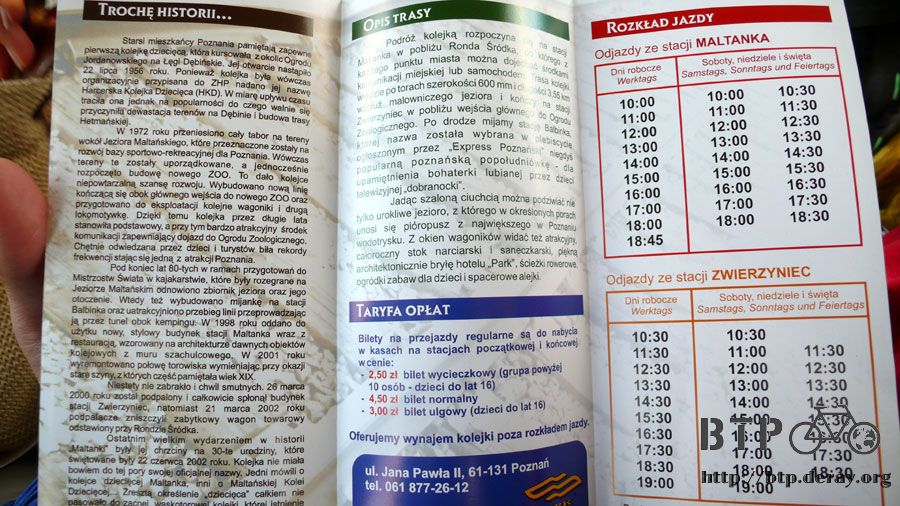 TROCHĘ HISTORII...
Starsi mieszkańcy Poznania pamiętają zapewne
pierwszą kolejkę dziecięcą, która kursowała z okolic Ogrodu
Jordanowskiego na Łęgi Dębińskie. Jej otwarcie nastąpiło
22 lipca 1956 roku. Ponieważ kolejka była wówczas
organizacyjnie przypisana do ZHP nadano jej nazwę
Harcerska Kolejka Dziecięca (HKD). W miarę upływu czasu
traciła ona jednak na popularności do czego walnie się
przyczyniła dewastacja terenów na Dębinie i budowa trasy
Hetmańskiej.
W 1972 roku przeniesiono cały tabor na tereny
wokół Jeziora Maltańskiego, które przeznaczone zostały na
rozwój bazy sportowo-rekreacyjnej dla Poznania. Wówczas
tereny te zostały uporządkowane, a jednocześnie
rozpoczęto budowę nowego ZOO. To dało kolejce
niepowtarzalną szansę rozwoju. Wybudowano nową linię
kończącą się obok głównego wejścia do nowego ZOO oraz
przygotowano do eksploatacji kolejne wagoniki i drugą
lokomotywkę. Dzięki temu kolejka przez długie lata
stanowiła podstawowy, a przy tym bardzo atrakcyjny środek
komunikacji zapewniający dojazd do Ogrodu Zoologicznego.
Chętnie odwiedzana przez dzieci i turystów biła rekordy
frekwencji stając się jedną z atrakcji Poznania.
Pod koniec lat 80-tych w ramach przygotowań do
Mistrzostw Świata w kajakarstwie, które były rozegrane na
Jeziorze Maltańskim odnowiono zbiornik jeziora oraz jego
otoczenie. Wtedy też wybudowano mijankę na stacji
Balbinka oraz uatrakcyjniono przebieg linii przeprowadzając
ją przez tunel obok kempingu. W 1998 roku oddano do
użytku nowy, stylowy budynek stacji Maltanka wraz z
restauracją, wzorowany na architekturze dawnych obiektów
kolejowych z muru szachulcowego. W 2001 roku
wyremontowano połowę torowiska wymieniając przy okazji
stare szyny, z których część pamiętała wiek XIX.
Niestety nie zabrakło i chwil smutnych. 26 marca
2000 roku został podpalony i całkowicie spłonął budynek
stacji Zwierzyniec, natomiast 21 marca 2002 roku
podpalacze zniszczyli zabytkowy wagon towarowy
ustawiony przy Rondzie Śródka.
Ostatnim wielkim wydarzeniem w historii
„Maltanki” były jej chrzciny na 30-te urodziny, które
świętowane były 22 czerwca 2002 roku. Kolejka nie miała
bowiem do tej pory swojej oficjalnej nazwy. Jedni mówili o
kolejce dziecięcej Maltanka, inni o Maltańskiej Kolei
Dziecięcej... Zresztą określenie „dziecięca” całkiem nie
pasowało do zacnej, waskotorowej kolejki, której istnienie
OPIS TRASY
Podróż kolejką rozpoczyna się na stacji
Maltanka w pobliżu Ronda Śródka, do którego z
każdego punktu miasta można dojechać środkami
komunikacji miejskiej lub samochodem. Trasa kolejki
wiedzie po torach szerokości 600 mm i długości 3,55 km
wzdłuż malowniczego jeziora i kończy na stacji
Zwierzyniec w pobliżu wejścia głównego do Ogrodu
Zoologicznego. Po drodze mijamy stację Balbinka,
której nazwa została wybrana w plebiscycie
ogłoszonym przez „Express Poznański” niegdyś
popularną poznańską popołudniówkę - dla
upamiętnienia bohaterki lubianej przez dzieci
telewizyjnej „dobranocki”.
Jadąc szaloną ciuchcią można podziwiać nie
tylko urokliwe jezioro, z którego w określonych porach
unosi się pióropusz z największego w Poznaniu
wodotrysku. Z okien wagoników widać też atrakcyjny,
całoroczny stok narciarski i saneczkarski, piękną
architektonicznie bryłę hotelu „Park”, ścieżki rowerowe,
ogródki zabaw dla dzieci i spacerowe alejki.
TARYFA OPŁAT
Bilety na przejazdy regularne są do nabycia
w kasach na stacjach początkowej i końcowej
w cenie:
- 2,50 zł bilet wycieczkowy (grupa powyżej
10 osób - dzieci do lat 16)
- 4,50 zł bilet normalny
- 3,00 zł bilet ulgowy (dzieci do lat 16)
Oferujemy wynajem kolejki poza rozkładem jazdy.
ul. Jana Pawła II, 61-131 Poznań
tel. 061 877-26-12
ROZKŁAD JAZDY
Odjazdy ze stacji MALTANKA
Dni robocze Soboty, niedziele i święta
Werktags Samstags, Sonntags und Feiertags
10:00 10:00 10:30
11:00 11:00 11:30
12:00 12:00 12:30
13:00 13:00 13:30
14:00 14:00 14:30
15:00 15:00 15:30
16:00 16:00 16:30
17:00 17:00 17:30
18:00 18:00 18:30
18:45
Odjazdy ze stacji ZWIERZYNIEC
Dni robocze Soboty, niedziele i święta
Werktags Samstags, Sonntags und Feiertags
10:30 10:30
11:30 11:00 11:30
12:30 12:00 12:30
13:30 13:00 13:30
14:30 14:00 14:30
15:30 15:00 15:30
16:30 16:00 16:30
17:30 17:00 17:30
18:30 18:00 18:30
19:00 19:00
BTP
http://btp.deray.org